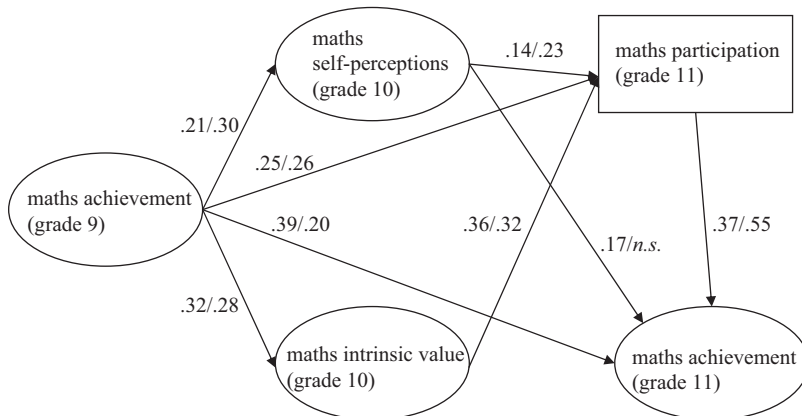 maths
self-perceptions
(grade 10)
.14/.23
maths participation
(grade 11)
.21/.30
.25/.26
maths achievement
(grade 9)
.39/.20
.36/.32
.17/n.s.
.37/.55
.32/.28
maths intrinsic value
(grade 10)
maths achievement
(grade 11)